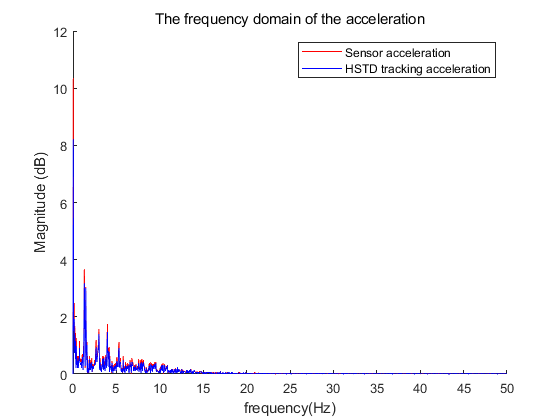 The frequency domain of the acceleration
Sensor acceleration
HSTD tracking acceleration
Magnitude (dB)
12
10
8
6
4
2
0
0 5 10 15 20 25 30 35 40 45 50
frequency(Hz)